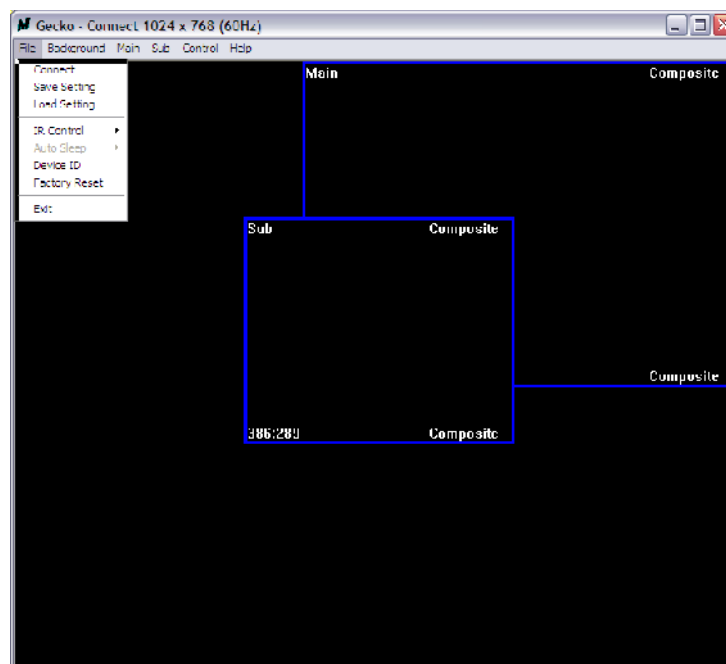 Gecko - Connect 1024 x 768 (60Hz)
File Background Main Sub Control Help
Connect
Save Setting
Load Setting
IR Control
Auto Sleep
Device ID
Factory Reset
Exit
Main Composite
Sub Composite
Composite
386:289 Composite